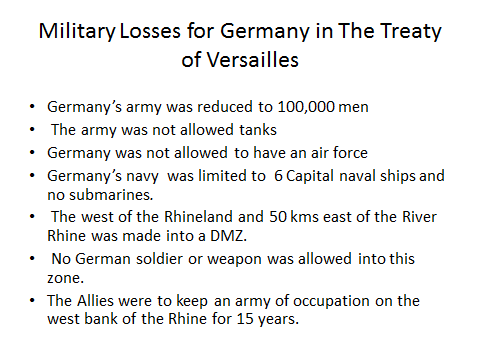 Military Losses for Germany in The Treaty
of Versailles
• Germany's army was reduced to 100,000 men
• The army was not allowed tanks
• Germany was not allowed to have an air force
• Germany's navy was limited to 6 Capital naval ships and
no submarines.
• The west of the Rhineland and 50 kms east of the River
Rhine was made into a DMZ.
• No German soldier or weapon was allowed into this
zone.
• The Allies were to keep an army of occupation on the
west bank of the Rhine for 15 years.